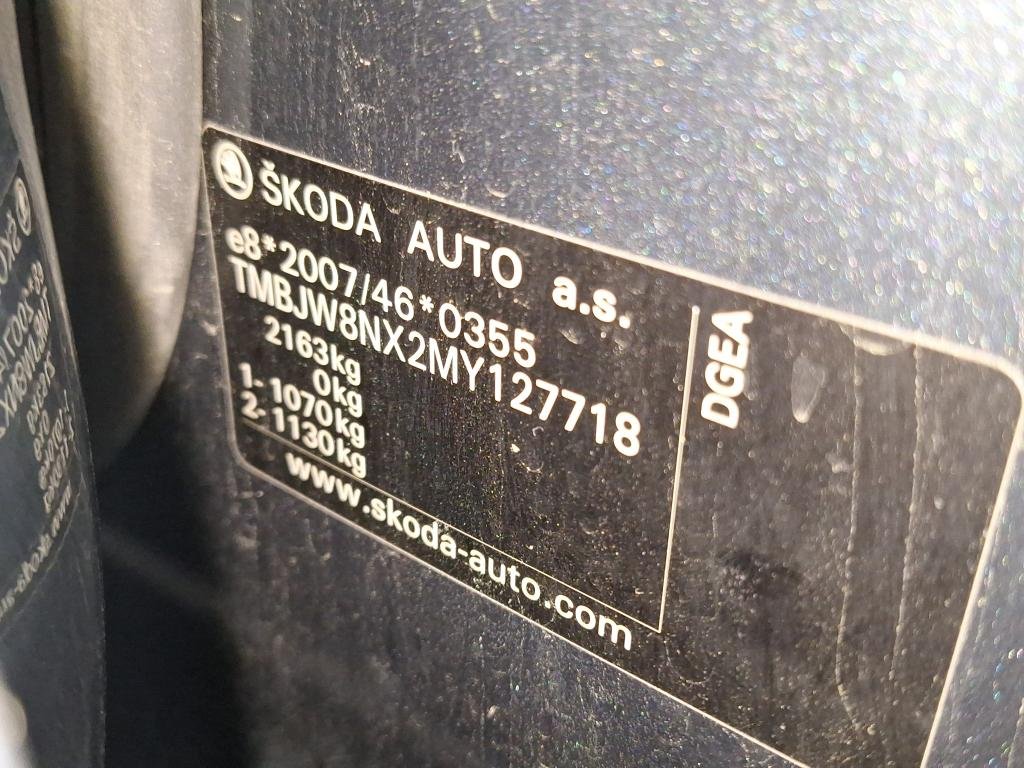 ŠKODA AUTO a.s.
e8*2007/46*0355
TMBJW8NX2MY127718
2163kg
0kg
1- 1070kg
2- 1130kg
www.skoda-auto.com
DGEA